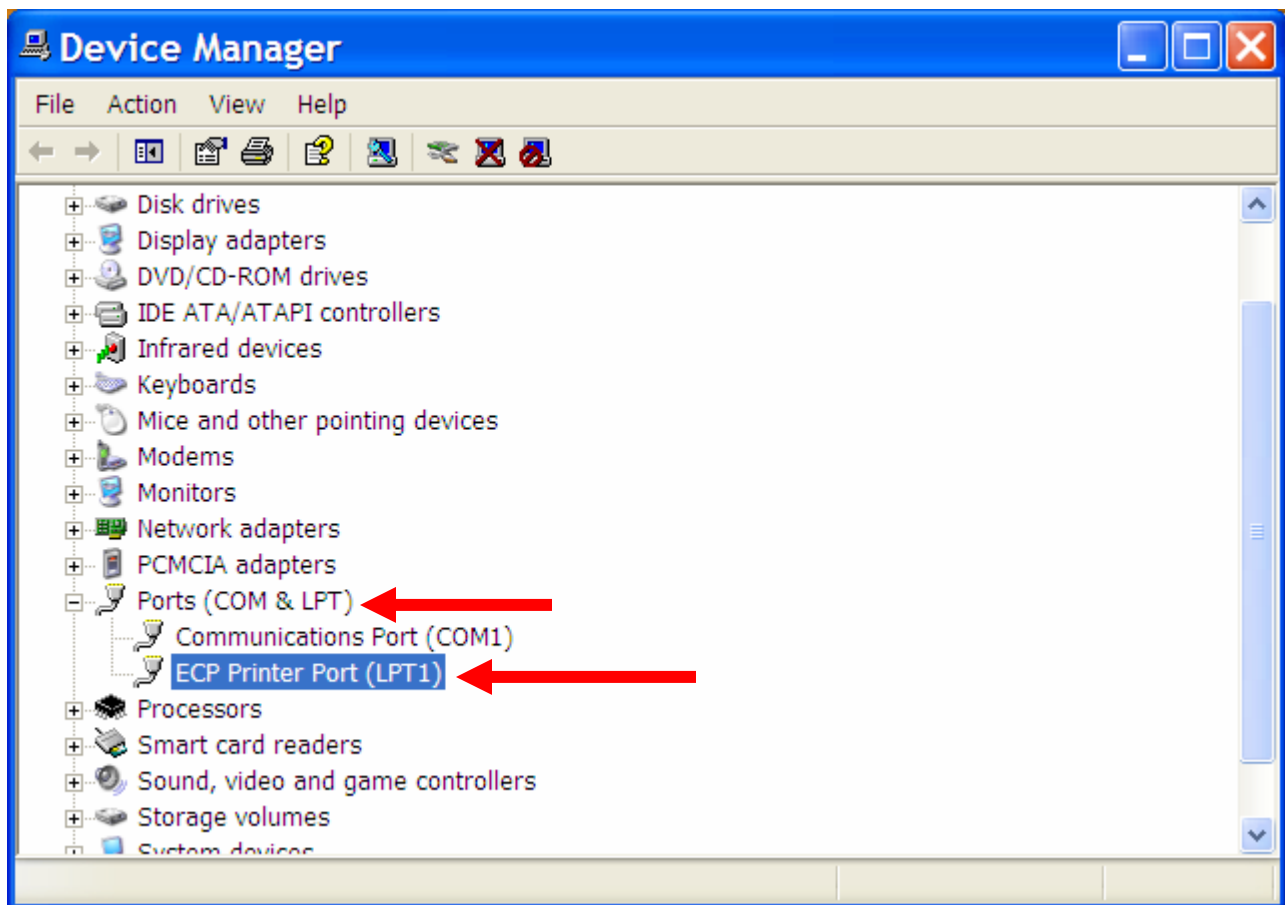 Device Manager
File Action View Help
Disk drives
Display adapters
DVD/CD-ROM drives
IDE ATA/ATAPI controllers
Infrared devices
Keyboards
Mice and other pointing devices
Modems
Monitors
Network adapters
PCMCIA adapters
Ports (COM & LPT)
Communications Port (COM1)
ECP Printer Port (LPT1)
Processors
Smart card readers
Sound, video and game controllers
Storage volumes
System devices